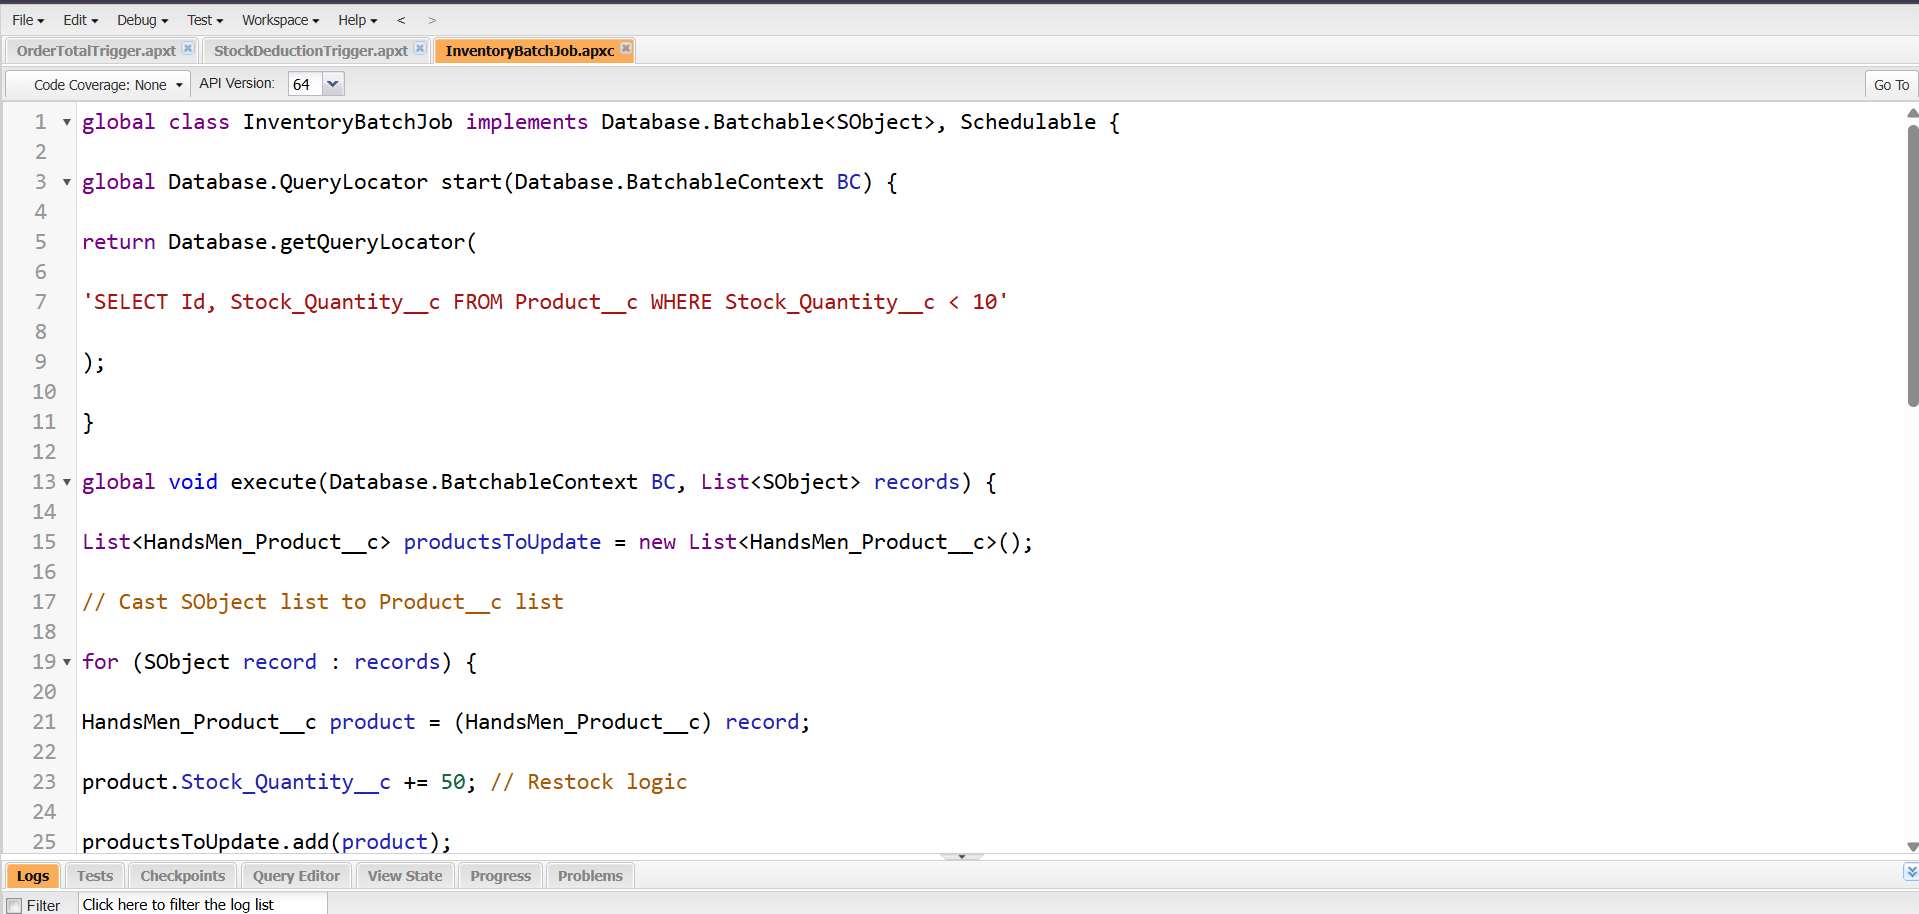 File Edit Debug Test Workspace Help < >
OrderTotalTrigger.apxt StockDeductionTrigger.apxt InventoryBatchJob.apxc
Code Coverage: None API Version: 64 Go To
1 global class InventoryBatchJob implements Database.Batchable<SObject>, Schedulable {
2
3 global Database.QueryLocator start(Database.BatchableContext BC) {
4
5 return Database.getQueryLocator(
6
7 'SELECT Id, Stock_Quantity__c FROM Product__c WHERE Stock_Quantity__c < 10'
8
9 );
10
11 }
12
13 global void execute(Database.BatchableContext BC, List<SObject> records) {
14
15 List<HandsMen_Product__c> productsToUpdate = new List<HandsMen_Product__c>();
16
17 // Cast SObject list to Product__c list
18
19 for (SObject record : records) {
20
21 HandsMen_Product__c product = (HandsMen_Product__c) record;
22
23 product.Stock_Quantity__c += 50; // Restock logic
24
25 productsToUpdate.add(product);
Logs Tests Checkpoints Query Editor View State Progress Problems
Filter Click here to filter the log list